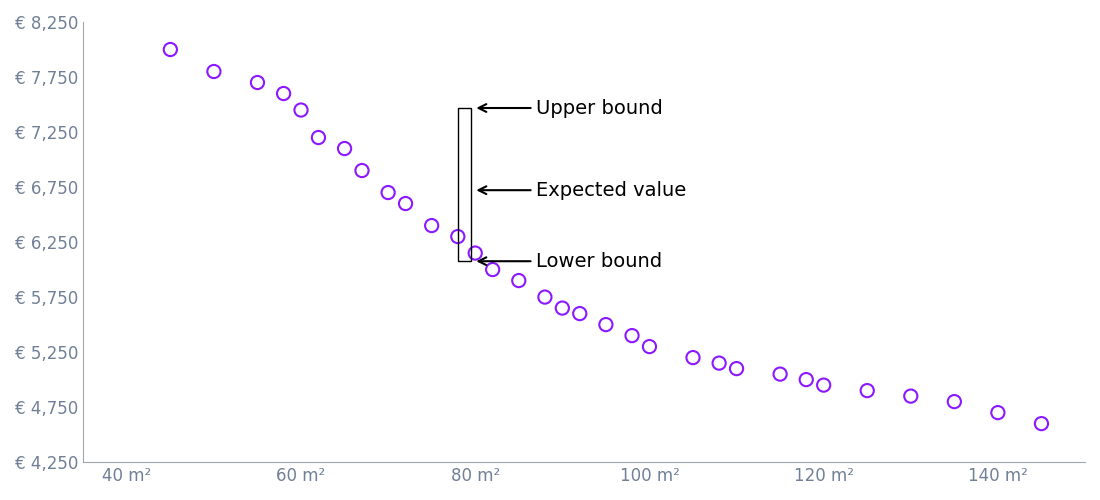 € 8,250
€ 7,750
€ 7,250
€ 6,750
€ 6,250
€ 5,750
€ 5,250
€ 4,750
€ 4,250
Upper bound
Expected value
Lower bound
40 m²
60 m²
80 m²
100 m²
120 m²
140 m²